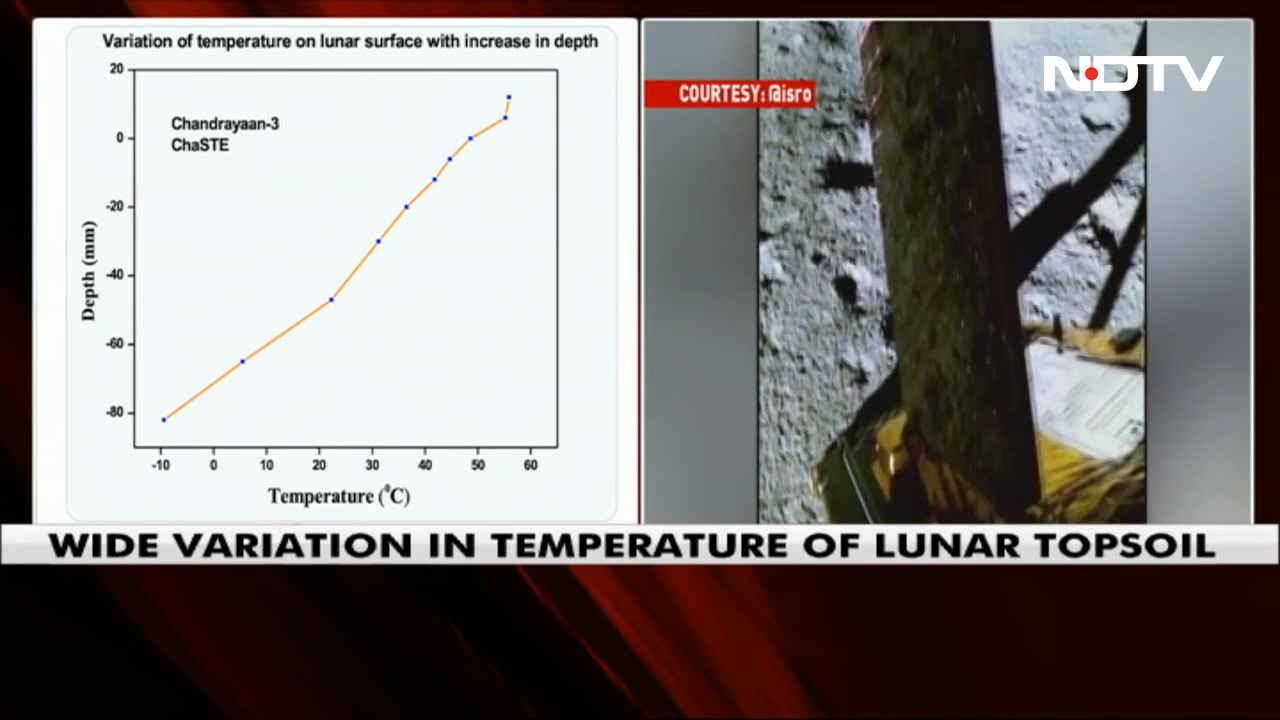 Variation of temperature on lunar surface with increase in depth
20
0
-20
-40
-60
-80
Depth (mm)
Chandrayaan-3
ChaSTE
-10 0 10 20 30 40 50 60
Temperature (⁰C)
COURTESY: @isro
NDTV
WIDE VARIATION IN TEMPERATURE OF LUNAR TOPSOIL